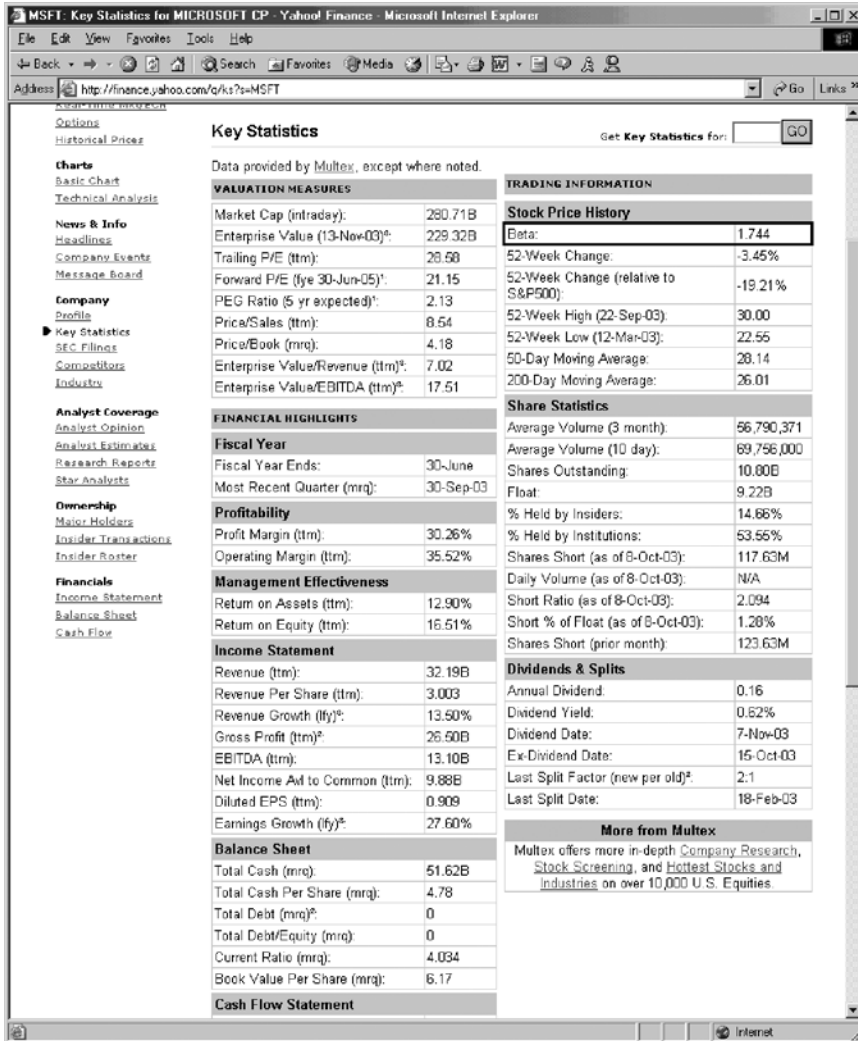 MSFT: Key Statistics for MICROSOFT CP - Yahoo! Finance - Microsoft Internet Explorer
File Edit View Favorites Tools Help
Back Search Favorites Media
Address http://finance.yahoo.com/q/ks?s=MSFT Go Links »
Options
Historical Prices
Charts
Basic Chart
Technical Analysis
News & Info
Headlines
Company Events
Message Board
Company
Profile
Key Statistics
SEC Filings
Competitors
Industry
Analyst Coverage
Analyst Opinion
Analyst Estimates
Research Reports
Star Analysts
Ownership
Major Holders
Insider Transactions
Insider Roster
Financials
Income Statement
Balance Sheet
Cash Flow
Key Statistics
Get Key Statistics for: GO
Data provided by Multex, except where noted.
VALUATION MEASURES
Market Cap (intraday): 280.71B
Enterprise Value (13-Nov-03): 229.32B
Trailing P/E (ttm): 28.58
Forward P/E (fye 30-Jun-05)¹: 21.15
PEG Ratio (5 yr expected)¹: 2.13
Price/Sales (ttm): 8.54
Price/Book (mrq): 4.18
Enterprise Value/Revenue (ttm): 7.02
Enterprise Value/EBITDA (ttm): 17.51
FINANCIAL HIGHLIGHTS
Fiscal Year
Fiscal Year Ends: 30-June
Most Recent Quarter (mrq): 30-Sep-03
Profitability
Profit Margin (ttm): 30.26%
Operating Margin (ttm): 35.52%
Management Effectiveness
Return on Assets (ttm): 12.90%
Return on Equity (ttm): 16.51%
Income Statement
Revenue (ttm): 32.19B
Revenue Per Share (ttm): 3.003
Revenue Growth (lfy): 13.50%
Gross Profit (ttm)²: 26.50B
EBITDA (ttm): 13.10B
Net Income Avl to Common (ttm): 9.88B
Diluted EPS (ttm): 0.909
Earnings Growth (lfy): 27.60%
Balance Sheet
Total Cash (mrq): 51.62B
Total Cash Per Share (mrq): 4.78
Total Debt (mrq)²: 0
Total Debt/Equity (mrq): 0
Current Ratio (mrq): 4.034
Book Value Per Share (mrq): 6.17
Cash Flow Statement
TRADING INFORMATION
Stock Price History
Beta: 1.744
52-Week Change: -3.45%
52-Week Change (relative to
S&P500): -19.21%
52-Week High (22-Sep-03): 30.00
52-Week Low (12-Mar-03): 22.55
50-Day Moving Average: 28.14
200-Day Moving Average: 26.01
Share Statistics
Average Volume (3 month): 56,790,371
Average Volume (10 day): 69,756,000
Shares Outstanding: 10.80B
Float: 9.22B
% Held by Insiders: 14.66%
% Held by Institutions: 53.55%
Shares Short (as of 8-Oct-03): 117.63M
Daily Volume (as of 8-Oct-03): N/A
Short Ratio (as of 8-Oct-03): 2.094
Short % of Float (as of 8-Oct-03): 1.28%
Shares Short (prior month): 123.63M
Dividends & Splits
Annual Dividend: 0.16
Dividend Yield: 0.62%
Dividend Date: 7-Nov-03
Ex-Dividend Date: 15-Oct-03
Last Split Factor (new per old)²: 2:1
Last Split Date: 18-Feb-03
More from Multex
Multex offers more in-depth Company Research,
Stock Screening, and Hottest Stocks and
Industries on over 10,000 U.S. Equities.
Internet